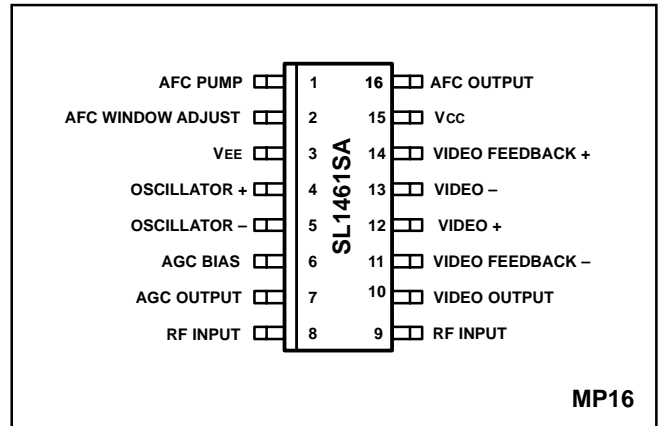 AFC PUMP 1 16 AFC OUTPUT
AFC WINDOW ADJUST 2 15 VCC
VEE 3 14 VIDEO FEEDBACK +
OSCILLATOR + 4 13 VIDEO –
OSCILLATOR – 5 12 VIDEO +
AGC BIAS 6 11 VIDEO FEEDBACK –
AGC OUTPUT 7 10 VIDEO OUTPUT
RF INPUT 8 9 RF INPUT
SL1461SA
MP16